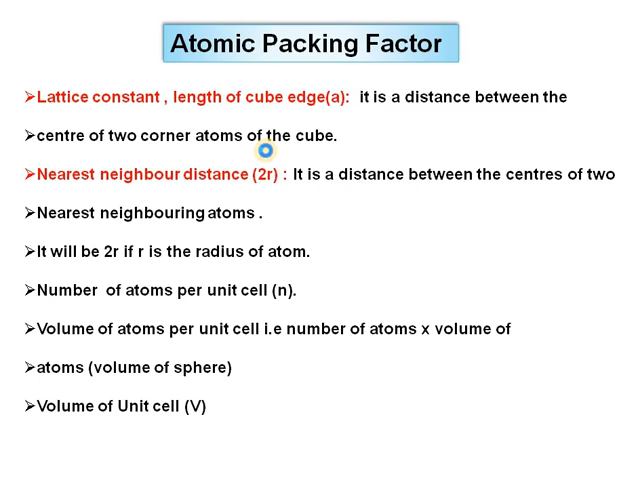 Atomic Packing Factor
➢Lattice constant , length of cube edge(a): it is a distance between the
➢centre of two corner atoms of the cube.
➢Nearest neighbour distance (2r) : It is a distance between the centres of two
➢Nearest neighbouring atoms .
➢It will be 2r if r is the radius of atom.
➢Number of atoms per unit cell (n).
➢Volume of atoms per unit cell i.e number of atoms x volume of
➢atoms (volume of sphere)
➢Volume of Unit cell (V)